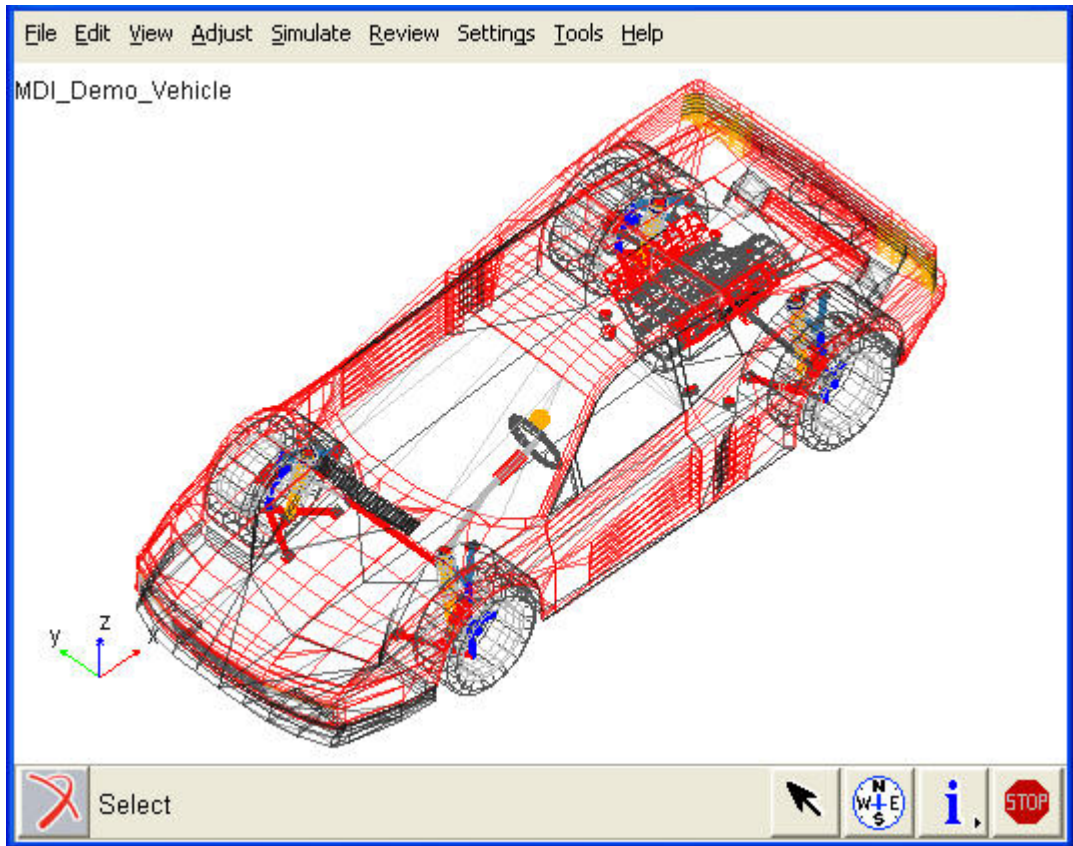 File Edit View Adjust Simulate Review Settings Tools Help
MDI_Demo_Vehicle
z
y x
Select
N
W E
S
i
STOP